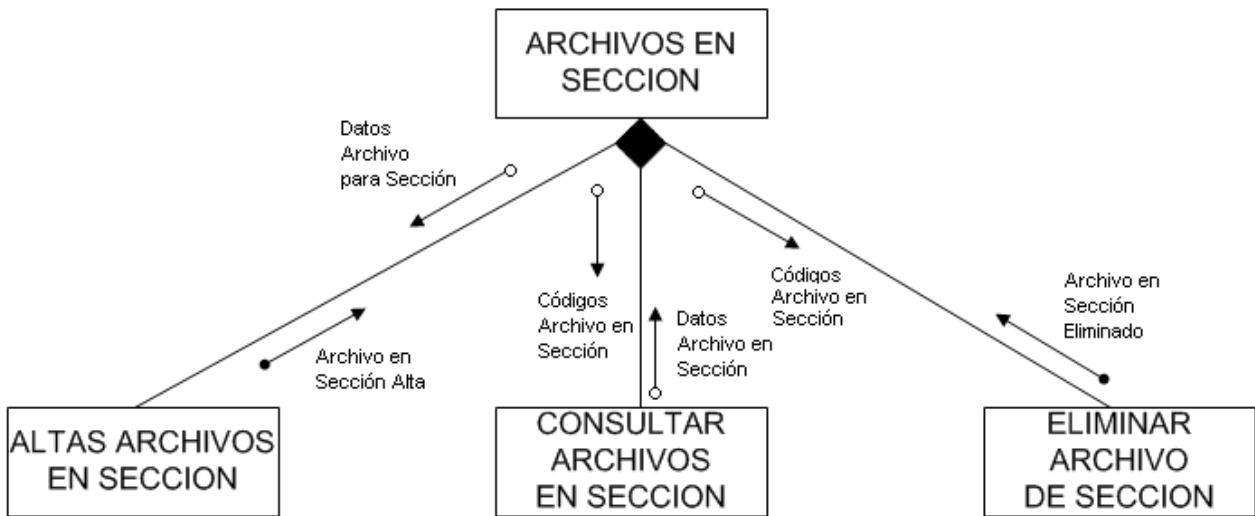 ARCHIVOS EN
SECCION
Datos
Archivo
para Sección
Códigos
Archivo en
Sección
Archivo en
Sección
Eliminado
Códigos
Archivo en
Sección
Datos
Archivo en
Sección
Archivo en
Sección Alta
ALTAS ARCHIVOS
EN SECCION
CONSULTAR
ARCHIVOS
EN SECCION
ELIMINAR
ARCHIVO
DE SECCION